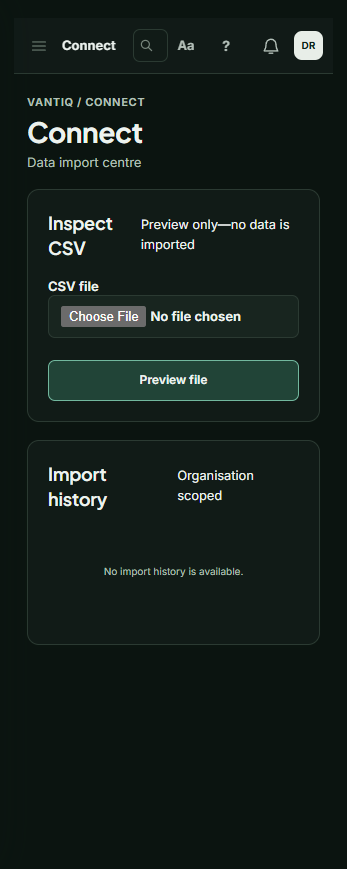 Connect
Aa
?
DR
VANTIQ / CONNECT
Connect
Data import centre
Inspect
CSV
Preview only—no data is
imported
CSV file
Choose File No file chosen
Preview file
Import
history
Organisation
scoped
No import history is available.